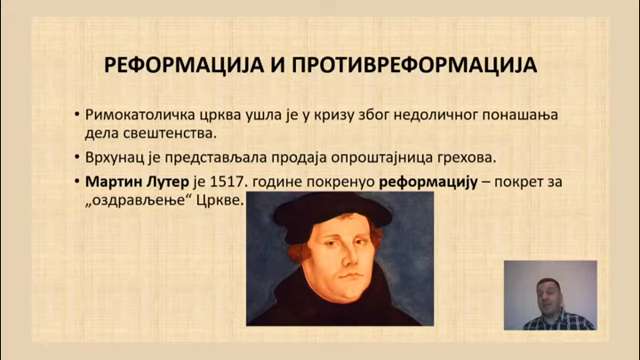 РЕФОРМАЦИЈА И ПРОТИВРЕФОРМАЦИЈА
• Римокатоличка црква ушла је у кризу због недоличног понашања
дела свештенства.
• Врхунац је представљала продаја опроштајница грехова.
• Мартин Лутер је 1517. године покренуо реформацију – покрет за
„оздрављење“ Цркве.